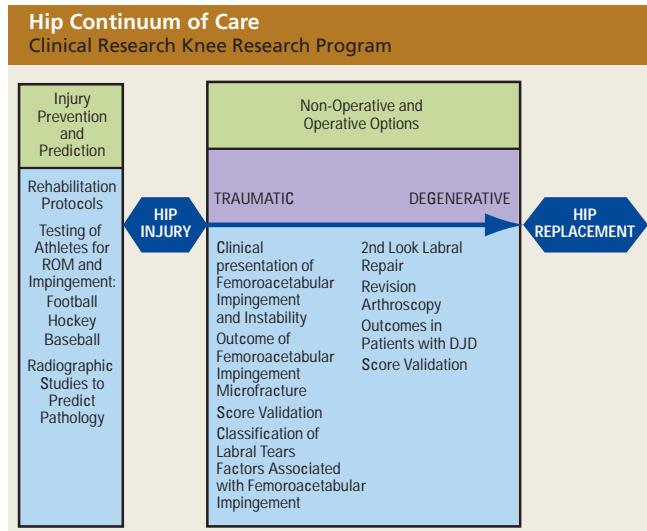 Hip Continuum of Care
Clinical Research Knee Research Program
Injury
Prevention
and
Prediction
Rehabilitation
Protocols
Testing of
Athletes for
ROM and
Impingement:
Football
Hockey
Baseball
Radiographic
Studies to
Predict
Pathology
HIP
INJURY
Non-Operative and
Operative Options
TRAUMATIC
DEGENERATIVE
Clinical
presentation of
Femoroacetabular
Impingement
and Instability
Outcome of
Femoroacetabular
Impingement
Microfracture
Score Validation
Classification of
Labral Tears
Factors Associated
with Femoroacetabular
Impingement
2nd Look Labral
Repair
Revision
Arthroscopy
Outcomes in
Patients with DJD
Score Validation
HIP
REPLACEMENT